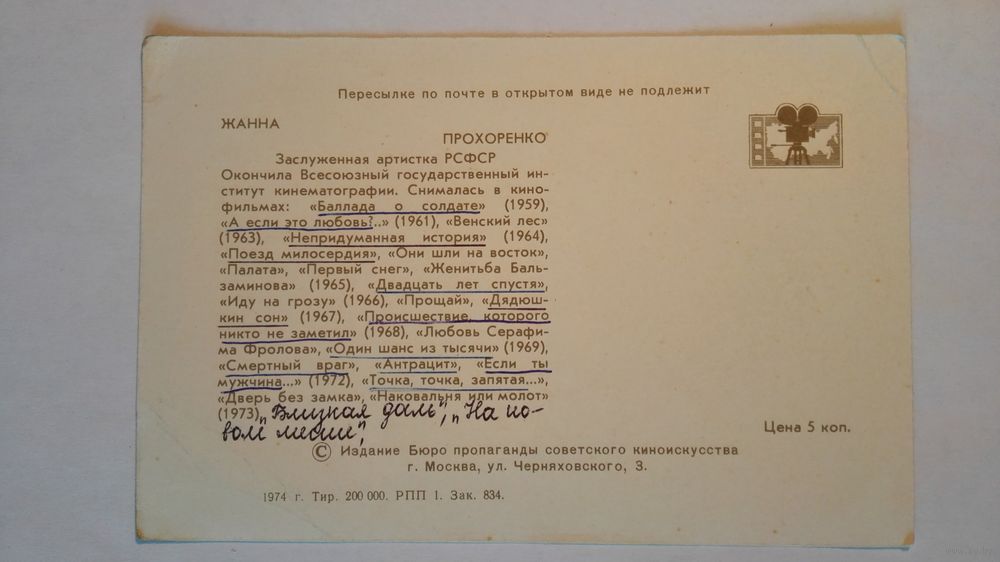 Пересылке по почте в открытом виде не подлежит
ЖАННА
ПРОХОРЕНКО
Заслуженная артистка РСФСР
Окончила Всесоюзный государственный ин-
ститут кинематографии. Снималась в кино-
фильмах: «Баллада о солдате» (1959),
«А если это любовь?..» (1961), «Венский лес»
(1963), «Непридуманная история» (1964),
«Поезд милосердия», «Они шли на восток»,
«Палата», «Первый снег», «Женитьба Баль-
заминова» (1965), «Двадцать лет спустя»,
«Иду на грозу» (1966), «Прощай», «Дядюш-
кин сон» (1967), «Происшествие, которого
никто не заметил» (1968), «Любовь Серафи-
ма Фролова», «Один шанс из тысячи» (1969),
«Смертный враг», «Антрацит», «Если ты
мужчина...» (1972), «Точка, точка, запятая...»,
«Дверь без замка», «Наковальня или молот»
(1973), „Близкая даль", „На но-
вом месте",
© Издание Бюро пропаганды советского киноискусства
г. Москва, ул. Черняховского, 3.
Цена 5 коп.
1974 г. Тир. 200 000. РПП 1. Зак. 834.